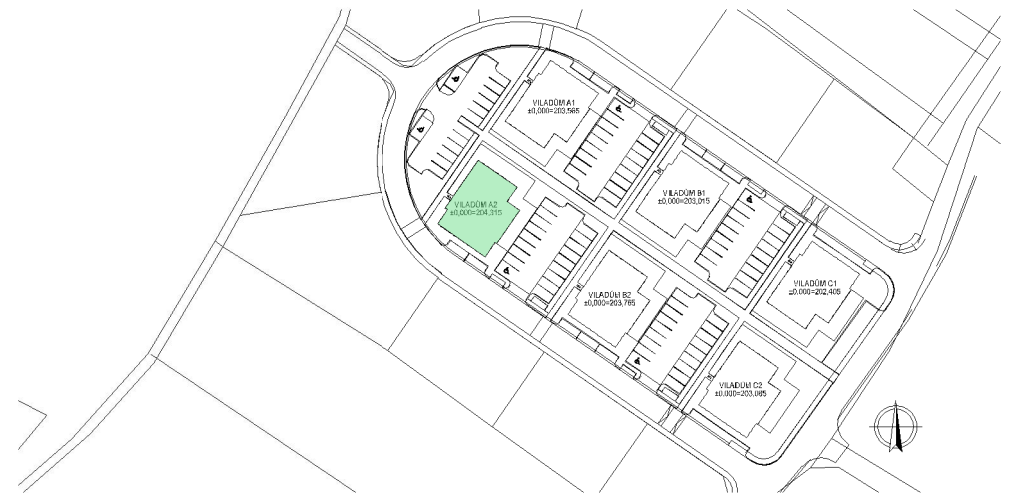 VILADŮM A1
±0,000=203,565
VILADŮM A2
±0,000=204,315
VILADŮM B1
±0,000=203,015
VILADŮM B2
±0,000=203,765
VILADŮM C1
±0,000=202,405
VILADŮM C2
±0,000=203,065